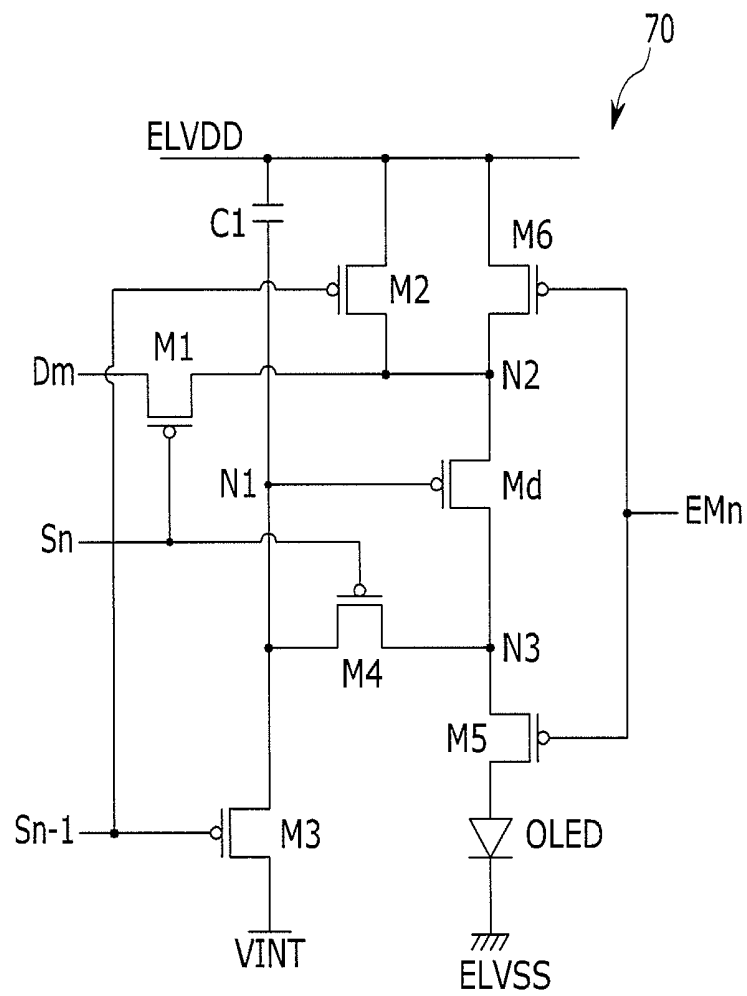 70
ELVDD
C1
M6
M2
M1
Dm
N2
N1
Md
EMn
Sn
N3
M4
M5
Sn-1
M3
OLED
VINT
ELVSS